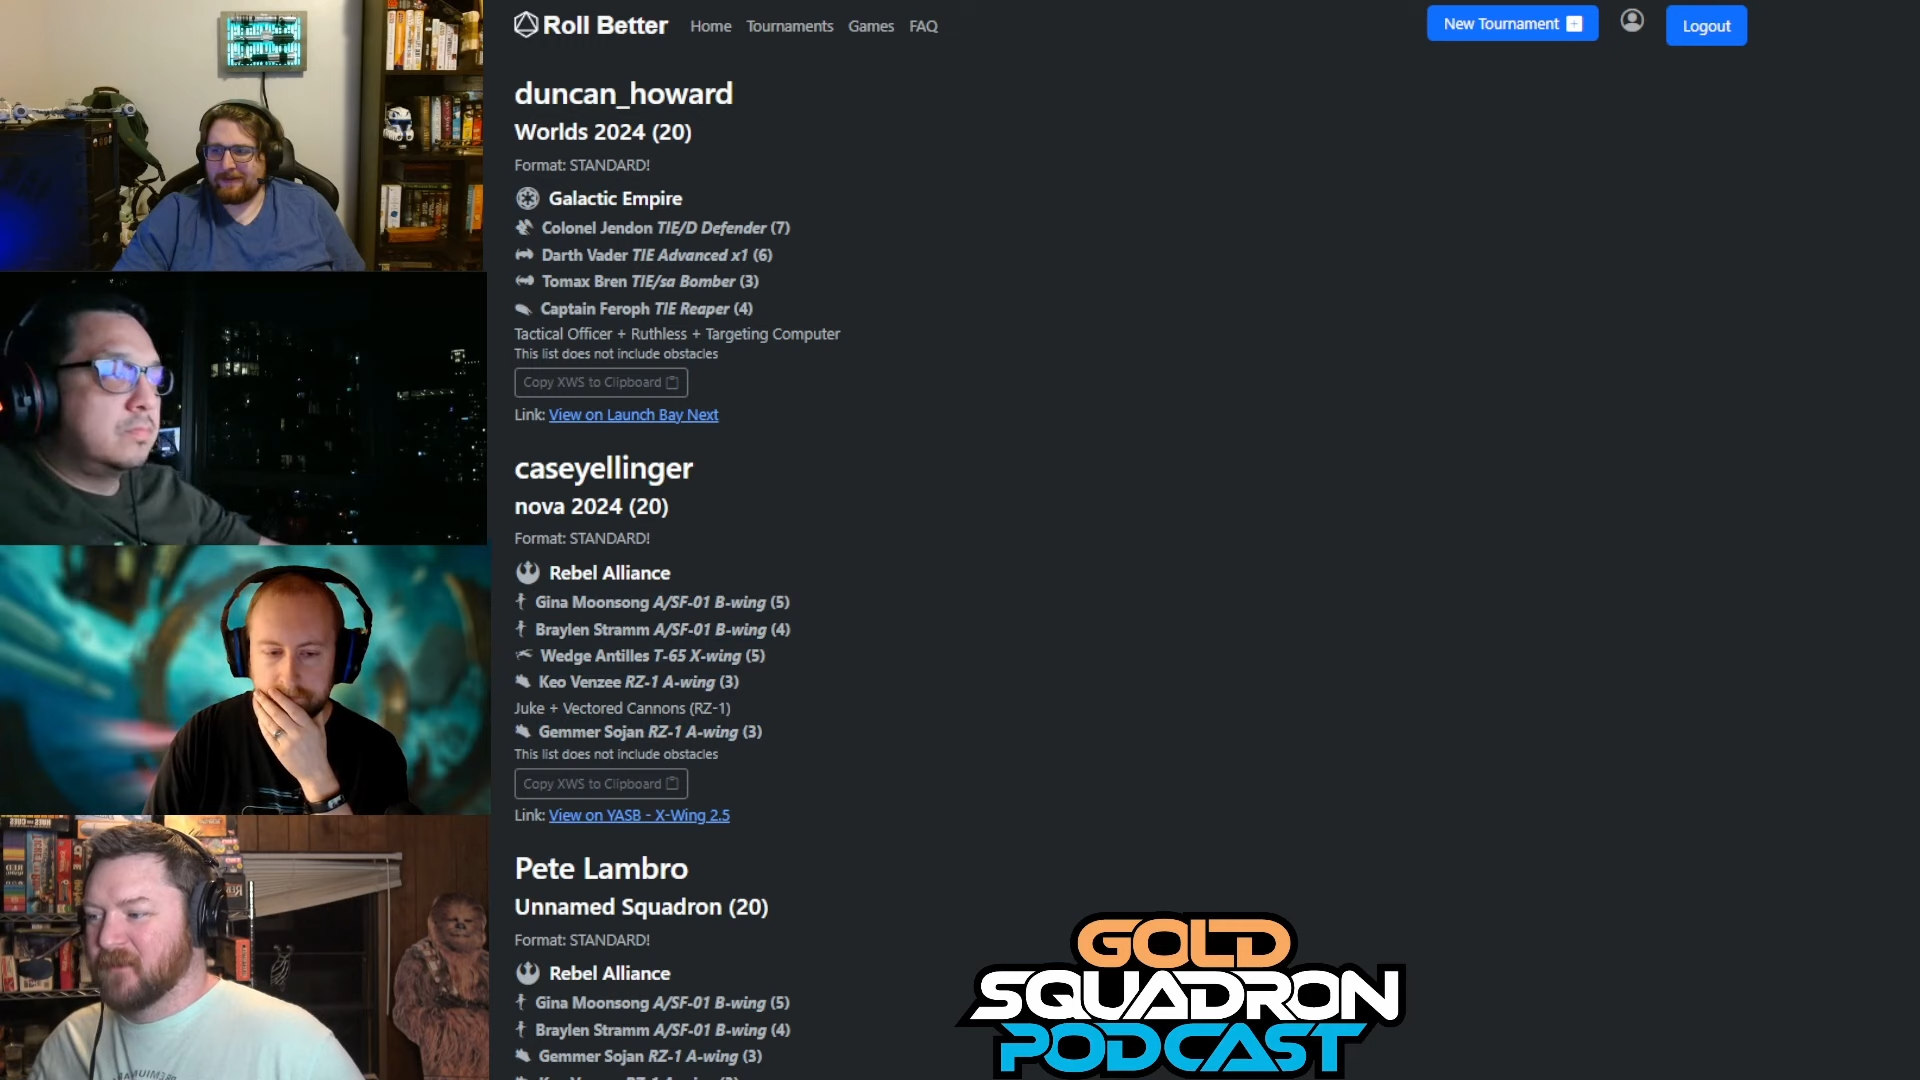 Roll Better
Home Tournaments Games FAQ
New Tournament
Logout
duncan_howard
Worlds 2024 (20)
Format: STANDARD!
Galactic Empire
Colonel Jendon TIE/D Defender (7)
Darth Vader TIE Advanced x1 (6)
Tomax Bren TIE/sa Bomber (3)
Captain Feroph TIE Reaper (4)
Tactical Officer + Ruthless + Targeting Computer
This list does not include obstacles
Copy XWS to Clipboard
Link: View on Launch Bay Next
caseyellinger
nova 2024 (20)
Format: STANDARD!
Rebel Alliance
Gina Moonsong A/SF-01 B-wing (5)
Braylen Stramm A/SF-01 B-wing (4)
Wedge Antilles T-65 X-wing (5)
Keo Venzee RZ-1 A-wing (3)
Juke + Vectored Cannons (RZ-1)
Gemmer Sojan RZ-1 A-wing (3)
This list does not include obstacles
Copy XWS to Clipboard
Link: View on YASB - X-Wing 2.5
Pete Lambro
Unnamed Squadron (20)
Format: STANDARD!
Rebel Alliance
Gina Moonsong A/SF-01 B-wing (5)
Braylen Stramm A/SF-01 B-wing (4)
Gemmer Sojan RZ-1 A-wing (3)
GOLD
SQUADRON
PODCAST